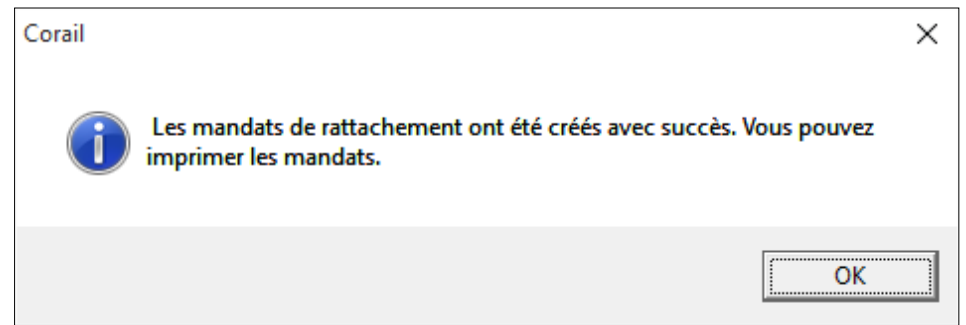 Corail
Les mandats de rattachement ont été créés avec succès. Vous pouvez
imprimer les mandats.
OK